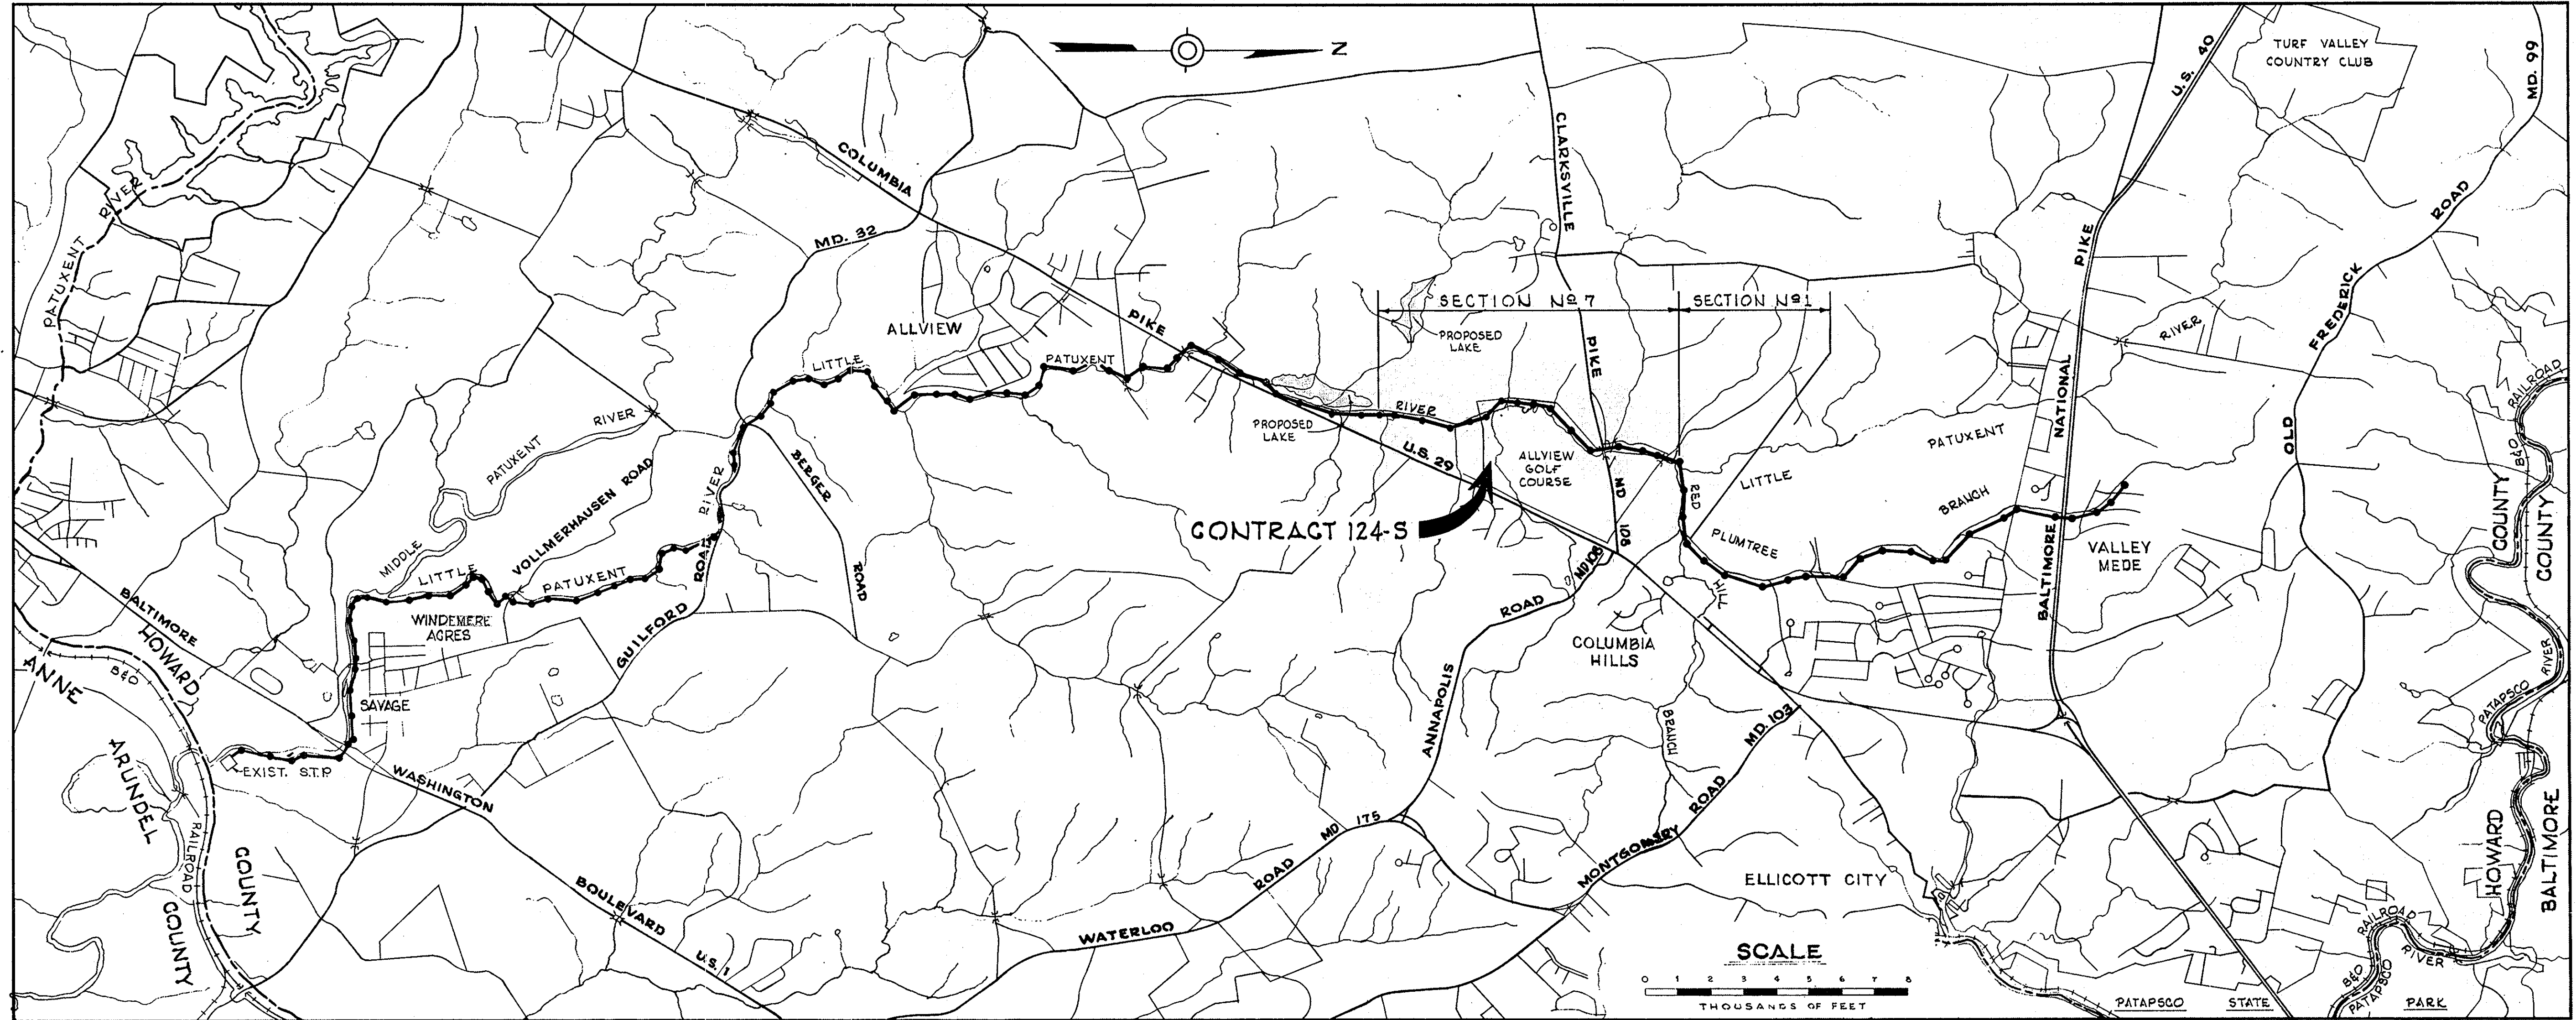 N
TURF VALLEY
COUNTRY CLUB
U.S. 40
MD. 99
COLUMBIA
CLARKSVILLE
PATUXENT
RIVER
MD. 32
ROAD
PIKE
FREDERICK
SECTION Nº 7
SECTION Nº 1
ALLVIEW
PIKE
PROPOSED
LAKE
PIKE
RIVER
LITTLE
PATUXENT
NATIONAL
RAILROAD
B&O
RIVER
PATUXENT
RIVER
PROPOSED
LAKE
U.S. 29
ALLVIEW
GOLF
COURSE
MD
108
RED
LITTLE
PATUXENT
OLD
BERGER
ROAD
RIVER
VOLLMERHAUSEN ROAD
CONTRACT 124-S
BRANCH
PLUMTREE
HILL
BALTIMORE
VALLEY
MEDE
COUNTY
COUNTY
MIDDLE
LITTLE
PATUXENT
ROAD
MD 108
ROAD
BALTIMORE
WINDEMERE
ACRES
GUILFORD
COLUMBIA
HILLS
HOWARD
ANNE
B&O
SAVAGE
ANNAPOLIS
BRANCH
MD. 103
PATAPSCO
RIVER
EXIST. S.T.P.
WASHINGTON
ARUNDEL
RAILROAD
COUNTY
COUNTY
ROAD
MD 175
ROAD
MONTGOMERY
ELLICOTT CITY
HOWARD
BALTIMORE
BOULEVARD
U.S. 1
WATERLOO
RAILROAD
RIVER
B&O
PATAPSCO
SCALE
0 1 2 3 4 5 6 7 8
THOUSANDS OF FEET
PATAPSCO STATE PARK